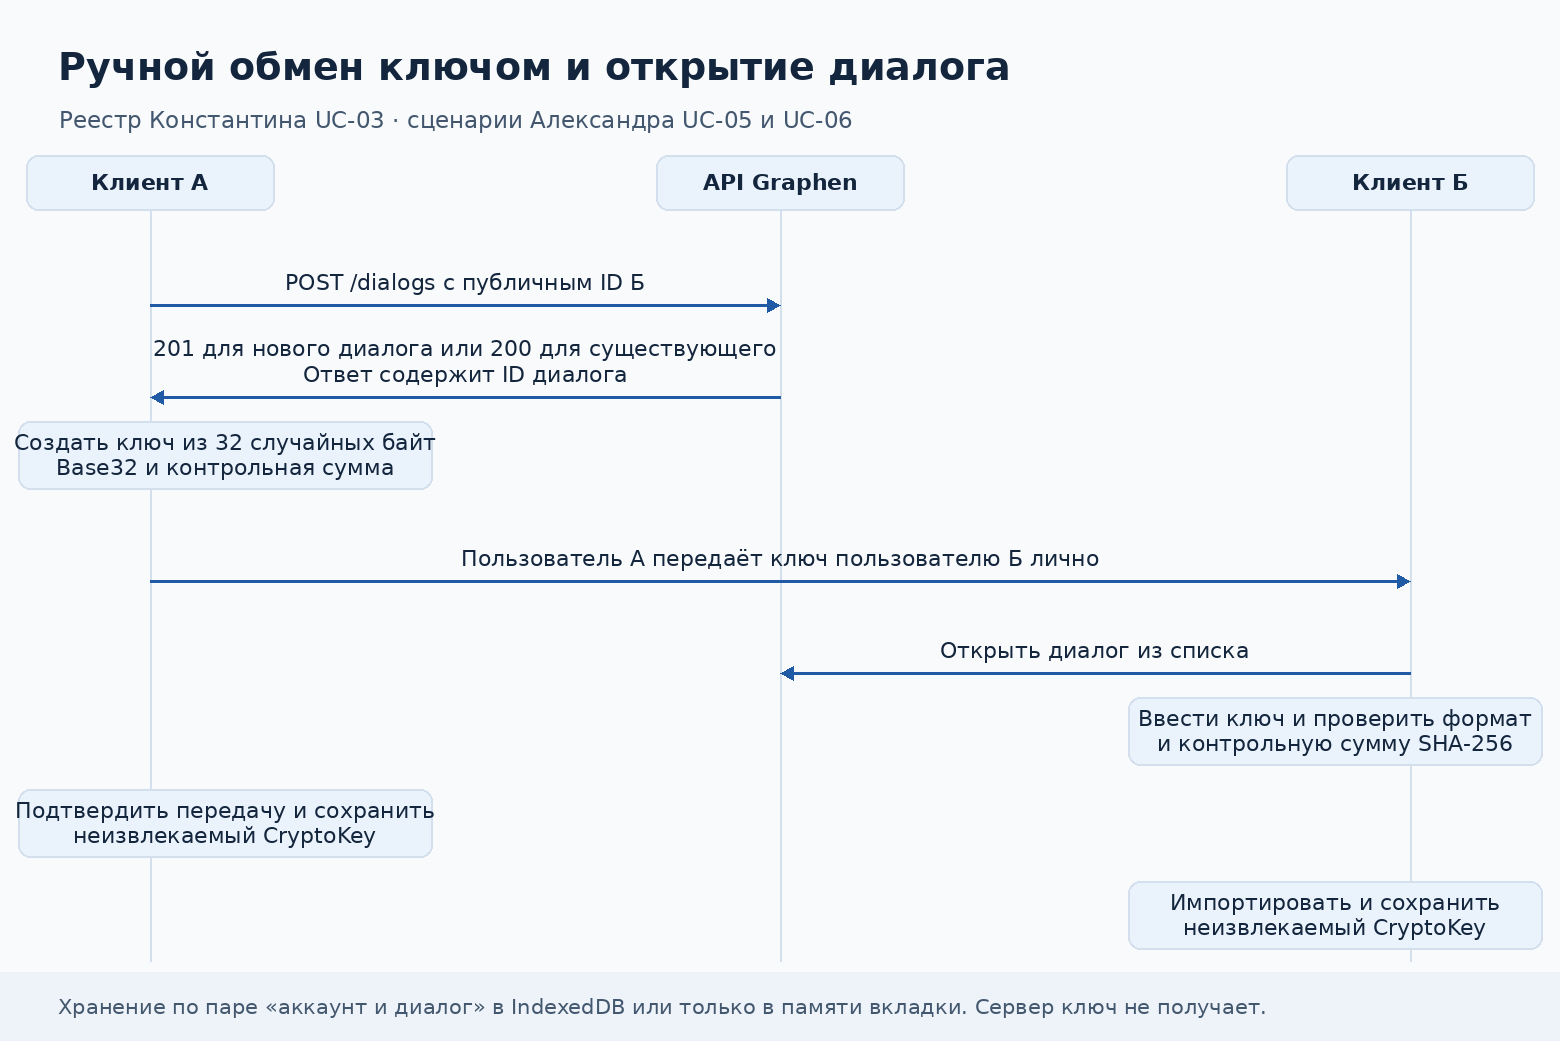 Ручной обмен ключом и открытие диалога
Реестр Константина UC-03 · сценарии Александра UC-05 и UC-06
Клиент А
API Graphen
Клиент Б
POST /dialogs с публичным ID Б
201 для нового диалога или 200 для существующего
Ответ содержит ID диалога
Создать ключ из 32 случайных байт
Base32 и контрольная сумма
Пользователь А передаёт ключ пользователю Б лично
Открыть диалог из списка
Ввести ключ и проверить формат
и контрольную сумму SHA-256
Подтвердить передачу и сохранить
неизвлекаемый CryptoKey
Импортировать и сохранить
неизвлекаемый CryptoKey
Хранение по паре «аккаунт и диалог» в IndexedDB или только в памяти вкладки. Сервер ключ не получает.